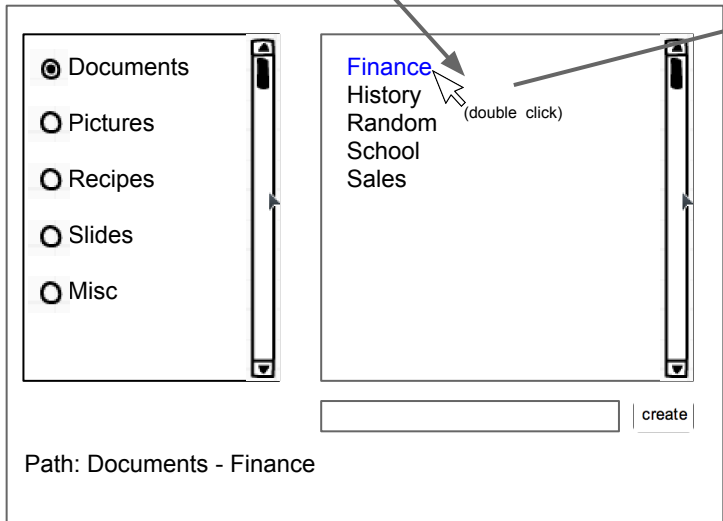 Documents
Pictures
Recipes
Slides
Misc
Finance
History
Random
School
Sales
(double click)
create
Path: Documents - Finance